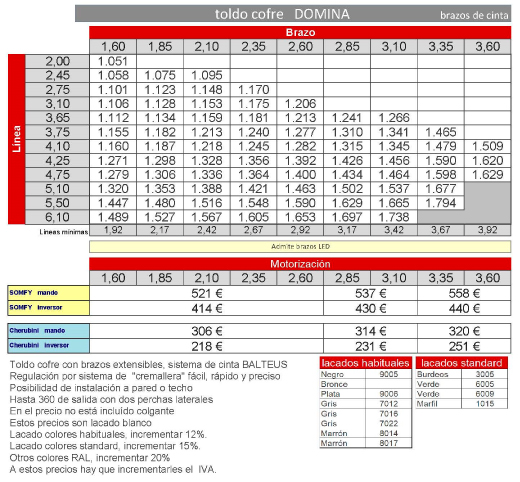 toldo cofre DOMINA brazos de cinta
Brazo
1,60 1,85 2,10 2,35 2,60 2,85 3,10 3,35 3,60
Línea
2,00 1.051
2,45 1.058 1.075 1.095
2,75 1.101 1.123 1.148 1.170
3,10 1.106 1.128 1.153 1.175 1.206
3,65 1.112 1.134 1.159 1.181 1.213 1.241 1.266
3,75 1.155 1.182 1.213 1.240 1.277 1.310 1.341 1.465
4,10 1.160 1.187 1.218 1.245 1.282 1.315 1.345 1.479 1.509
4,25 1.271 1.298 1.328 1.356 1.392 1.426 1.456 1.590 1.620
4,75 1.279 1.306 1.336 1.364 1.400 1.434 1.464 1.598 1.629
5,10 1.320 1.353 1.388 1.421 1.463 1.502 1.537 1.677
5,50 1.447 1.480 1.516 1.548 1.590 1.629 1.665 1.794
6,10 1.489 1.527 1.567 1.605 1.653 1.697 1.738
Líneas mínimas 1,92 2,17 2,42 2,67 2,92 3,17 3,42 3,67 3,92
Admite brazos LED
Motorización
1,60 1,85 2,10 2,35 2,60 2,85 3,10 3,35 3,60
SOMFY mando 521 € 537 € 558 €
SOMFY inversor 414 € 430 € 440 €
Cherubini mando 306 € 314 € 320 €
Cherubini inversor 218 € 231 € 251 €
Toldo cofre con brazos extensibles, sistema de cinta BALTEUS
Regulación por sistema de "cremallera" fácil, rápido y preciso
Posibilidad de instalación a pared o techo
Hasta 360 de salida con dos perchas laterales
En el precio no está incluido colgante
Estos precios son lacado blanco
Lacado colores habituales, incrementar 12%.
Lacado colores standard, incrementar 15%.
Otros colores RAL, incrementar 20%
A estos precios hay que incrementarles el IVA.
lacados habituales
Negro 9005
Bronce
Plata 9006
Gris 7012
Gris 7016
Gris 7022
Marrón 8014
Marrón 8017
lacados standard
Burdeos 3005
Verde 6005
Verde 6009
Marfil 1015